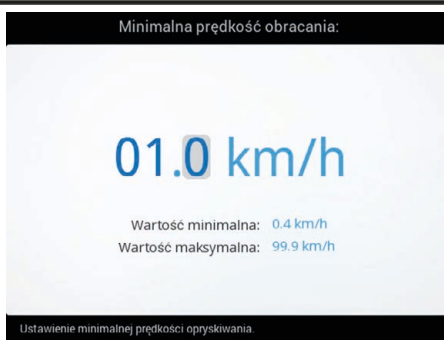 Minimalna prędkość obracania:
01.0 km/h
Wartość minimalna: 0.4 km/h
Wartość maksymalna: 99.9 km/h
Ustawienie minimalnej prędkości opryskiwania.